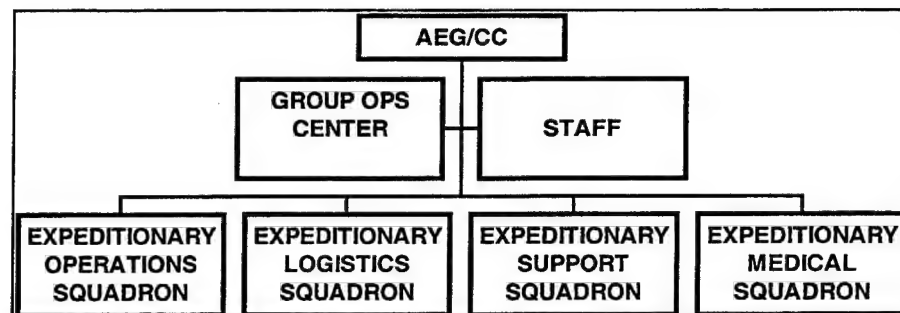 AEG/CC
GROUP OPS
CENTER
STAFF
EXPEDITIONARY
OPERATIONS
SQUADRON
EXPEDITIONARY
LOGISTICS
SQUADRON
EXPEDITIONARY
SUPPORT
SQUADRON
EXPEDITIONARY
MEDICAL
SQUADRON